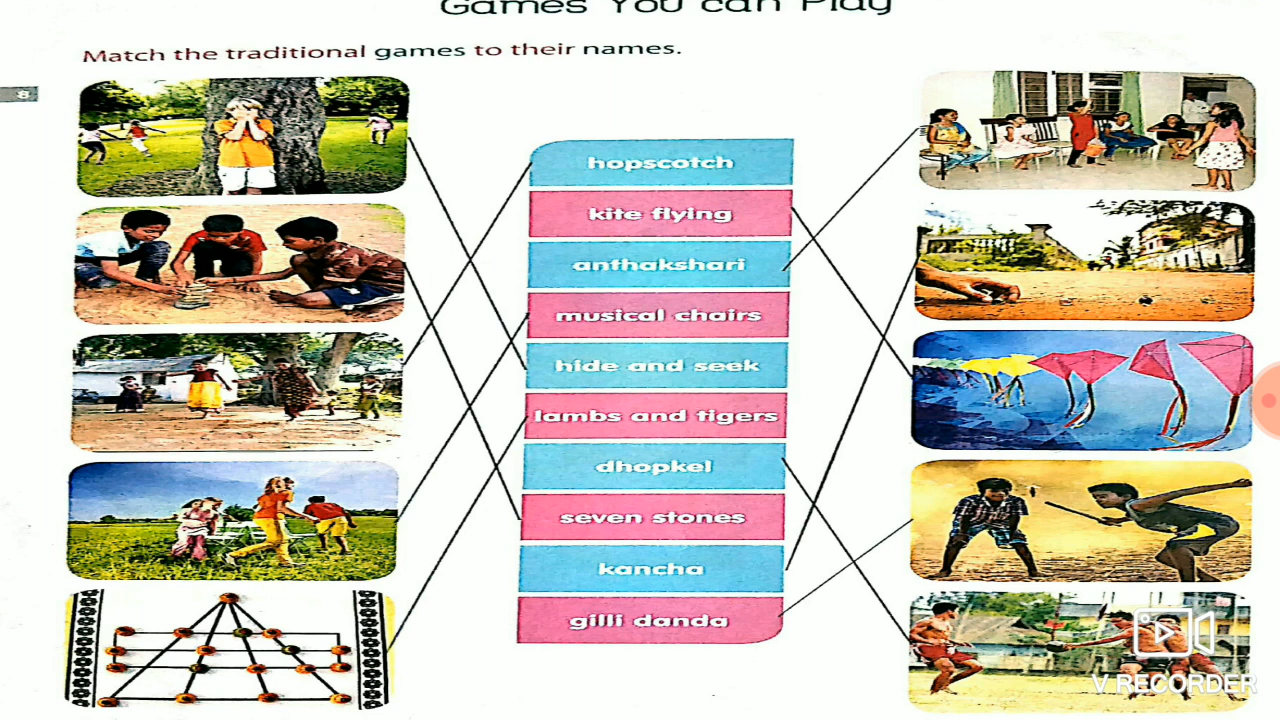 Games You can Play
Match the traditional games to their names.
8
hopscotch
kite flying
anthakshari
musical chairs
hide and seek
lambs and tigers
dhopkel
seven stones
kancha
gilli danda
V RECORDER